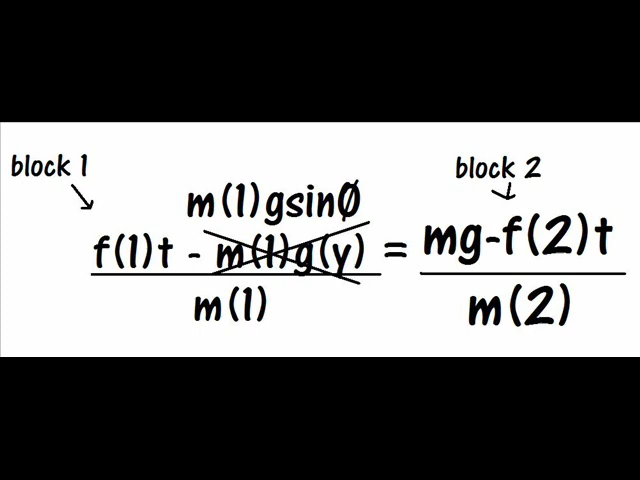 block 1
block 2
m(1)gsinØ
f(1)t - m(1)g(y) = mg-f(2)t
m(1)
m(2)